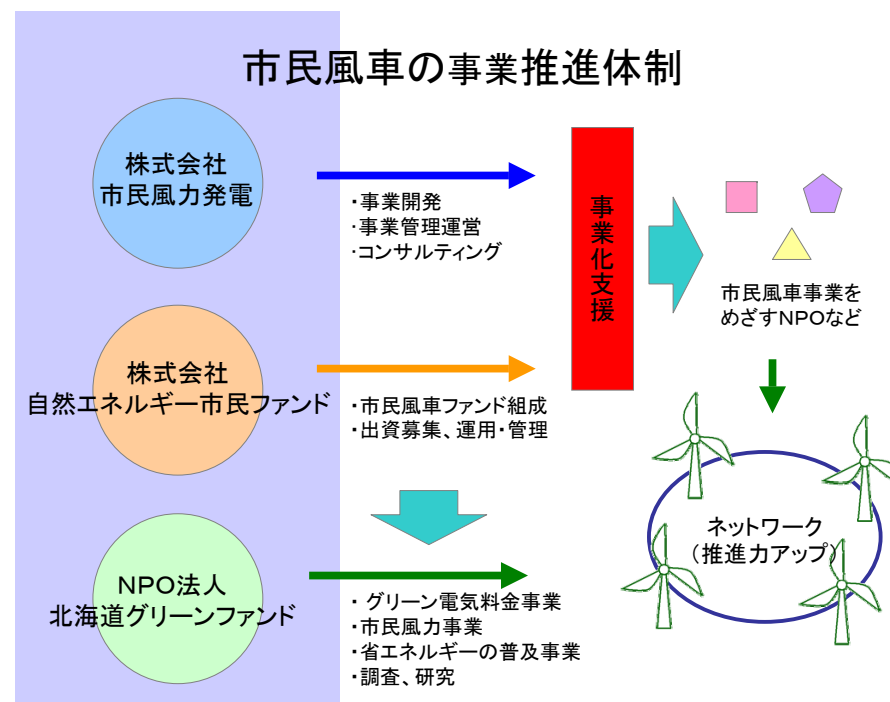 市民風車の事業推進体制
株式会社
市民風力発電
・事業開発
・事業管理運営
・コンサルティング
事業化支援
市民風車事業を
めざすNPOなど
株式会社
自然エネルギー市民ファンド
・市民風車ファンド組成
・出資募集、運用・管理
ネットワーク
（推進力アップ）
NPO法人
北海道グリーンファンド
・ グリーン電気料金事業
・市民風力事業
・省エネルギーの普及事業
・調査、研究